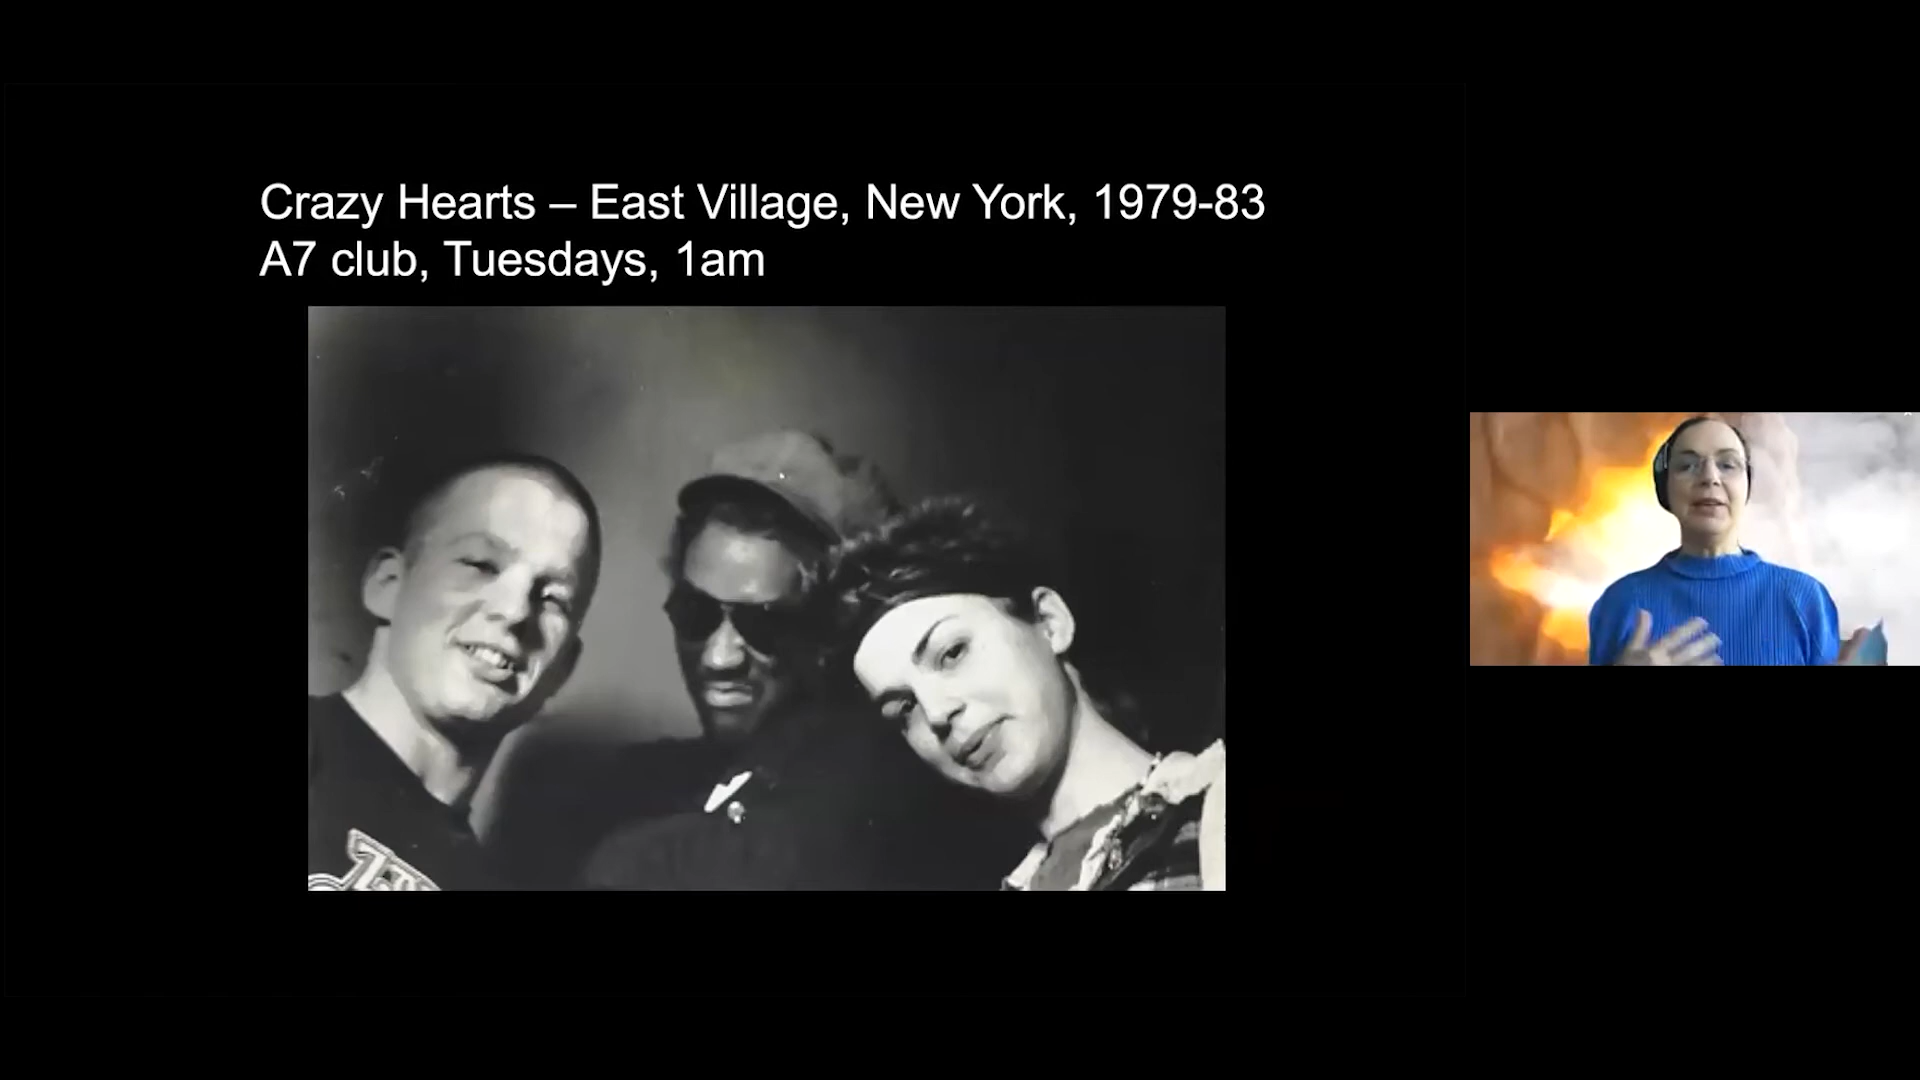 Crazy Hearts – East Village, New York, 1979-83
A7 club, Tuesdays, 1am